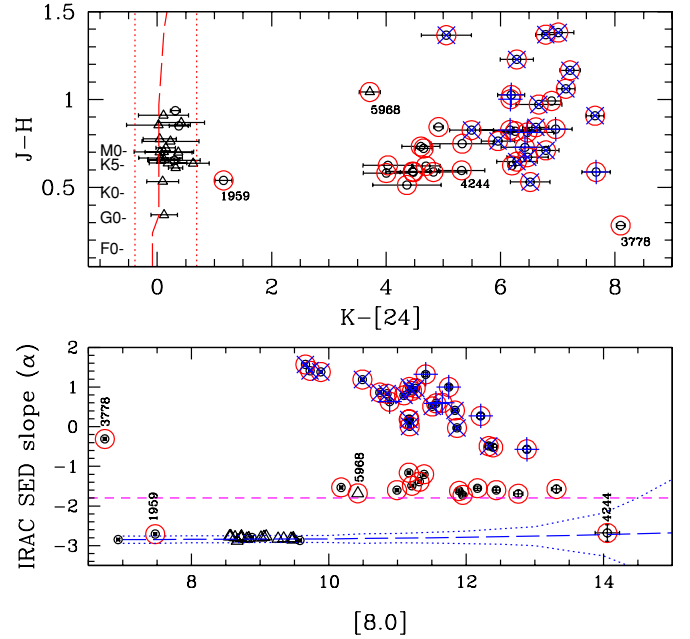 1.5
1
0.5
J-H
M0-
K5-
K0-
G0-
F0-
5968
1959
4244
3778
0 2 4 6 8
K-[24]
2
1
0
-1
-2
-3
IRAC SED slope (α)
3778
1959
5968
4244
8 10 12 14
[8.0]